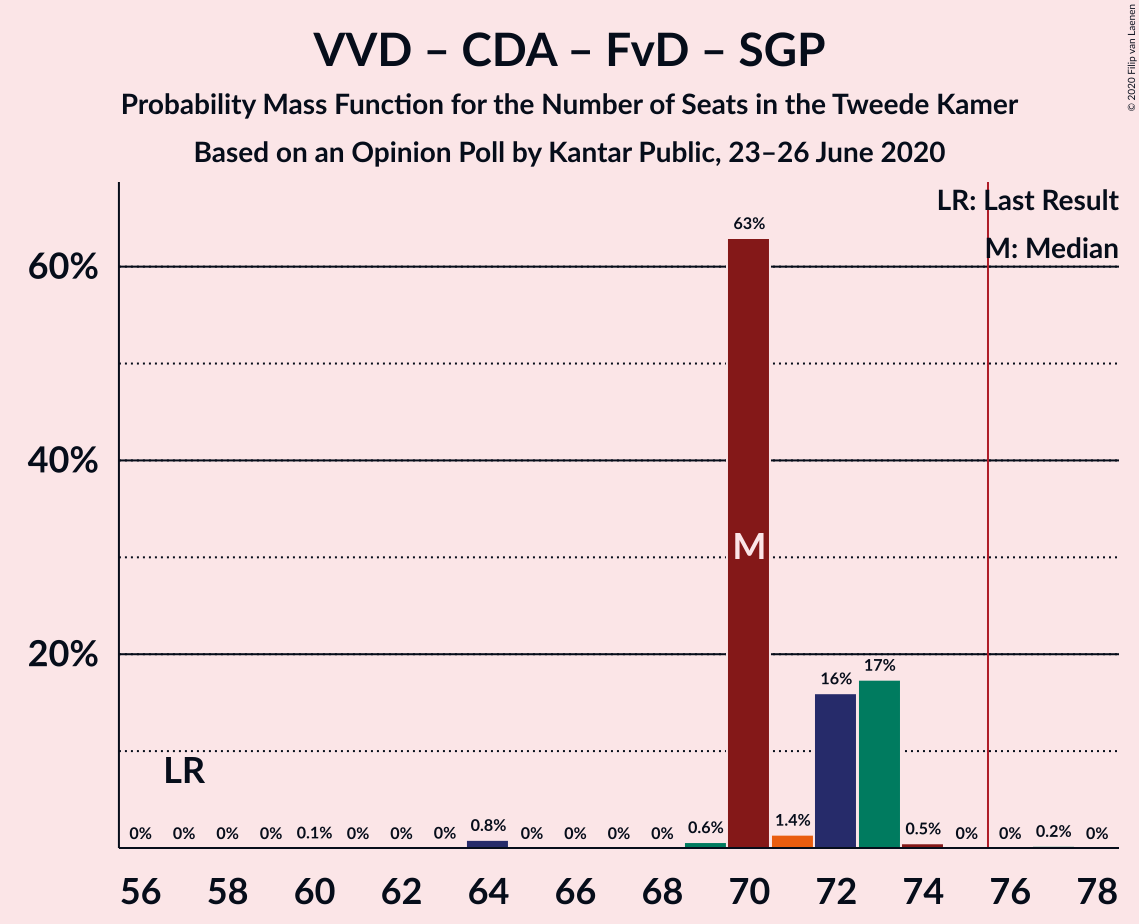 VVD – CDA – FvD – SGP
Probability Mass Function for the Number of Seats in the Tweede Kamer
Based on an Opinion Poll by Kantar Public, 23–26 June 2020
© 2020 Filip van Laenen
LR: Last Result
M: Median
60%
40%
20%
63%
M
17%
16%
LR
0% 0% 0% 0% 0.1% 0% 0% 0% 0.8% 0% 0% 0% 0% 0.6% 1.4% 0.5% 0% 0% 0.2% 0%
56 58 60 62 64 66 68 70 72 74 76 78